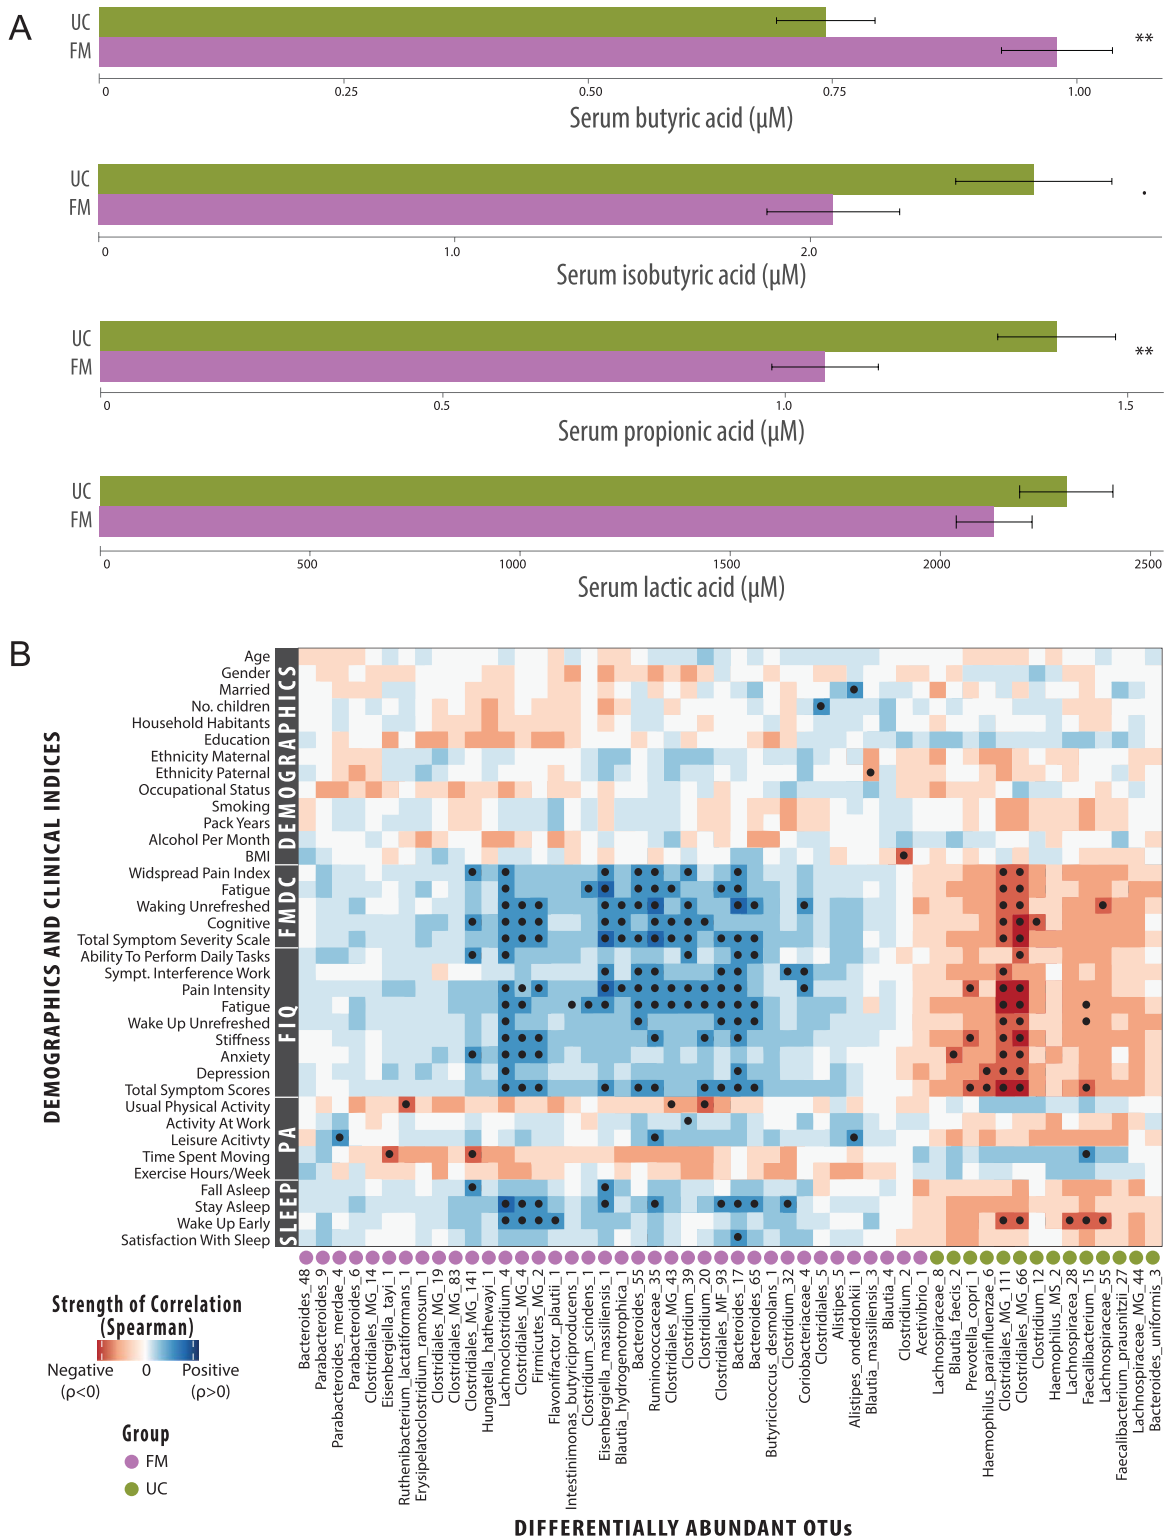 A
UC
FM
**
0 0.25 0.50 0.75 1.00
Serum butyric acid (µM)
UC
FM
.
0 1.0 2.0
Serum isobutyric acid (µM)
UC
FM
**
0 0.5 1.0 1.5
Serum propionic acid (µM)
UC
FM
0 500 1000 1500 2000 2500
Serum lactic acid (µM)
B
DEMOGRAPHICS AND CLINICAL INDICES
DEMOGRAPHICS
Age
Gender
Married
No. children
Household Habitants
Education
Ethnicity Maternal
Ethnicity Paternal
Occupational Status
Smoking
Pack Years
Alcohol Per Month
BMI
FMDC
Widspread Pain Index
Fatigue
Waking Unrefreshed
Cognitive
Total Symptom Severity Scale
FIQ
Ability To Perform Daily Tasks
Sympt. Interference Work
Pain Intensity
Fatigue
Wake Up Unrefreshed
Stiffness
Anxiety
Depression
Total Symptom Scores
PA
Usual Physical Activity
Activity At Work
Leisure Acitivty
Time Spent Moving
Exercise Hours/Week
SLEEP
Fall Asleep
Stay Asleep
Wake Up Early
Satisfaction With Sleep
Bacteroides_48
Parabacteroides_9
Parabacteroides_merdae_4
Parabacteroides_6
Clostridiales_MG_14
Eisenbergiella_tayi_1
Ruthenibacterium_lactatiformans_1
Erysipelatoclostridium_ramosum_1
Clostridiales_MG_19
Clostridiales_MG_83
Clostridiales_MG_141
Hungatella_hathewayi_1
Lachnoclostridium_4
Clostridiales_MG_4
Firmicutes_MG_2
Flavonifractor_plautii_1
Intestinimonas_butyriciproducens_1
Clostridium_scindens_1
Eisenbergiella_massiliensis_1
Blautia_hydrogenotrophica_1
Bacteroides_55
Ruminococcaceae_35
Clostridiales_MG_43
Clostridium_39
Clostridium_20
Clostridiales_MF_93
Bacteroides_17
Bacteroides_65
Butyricicoccus_desmolans_1
Clostridium_32
Coriobacteriaceae_4
Clostridiales_5
Alistipes_5
Alistipes_onderdonkii_1
Blautia_massiliensis_3
Blautia_4
Clostridium_2
Acetivibrio_1
Lachnospiraceae_8
Blautia_faecis_2
Prevotella_copri_1
Haemophilus_parainfluenzae_6
Clostridiales_MG_111
Clostridiales_MG_66
Clostridium_12
Haemophilus_MS_2
Lachnospiracea_28
Faecalibacterium_15
Lachnospiraceae_55
Faecalibacterium_prausnitzii_27
Lachnospiraceae_MG_44
Bacteroides_uniformis_3
Strength of Correlation
(Spearman)
Negative 0 Positive
(ρ<0) (ρ>0)
Group
FM
UC
DIFFERENTIALLY ABUNDANT OTUs